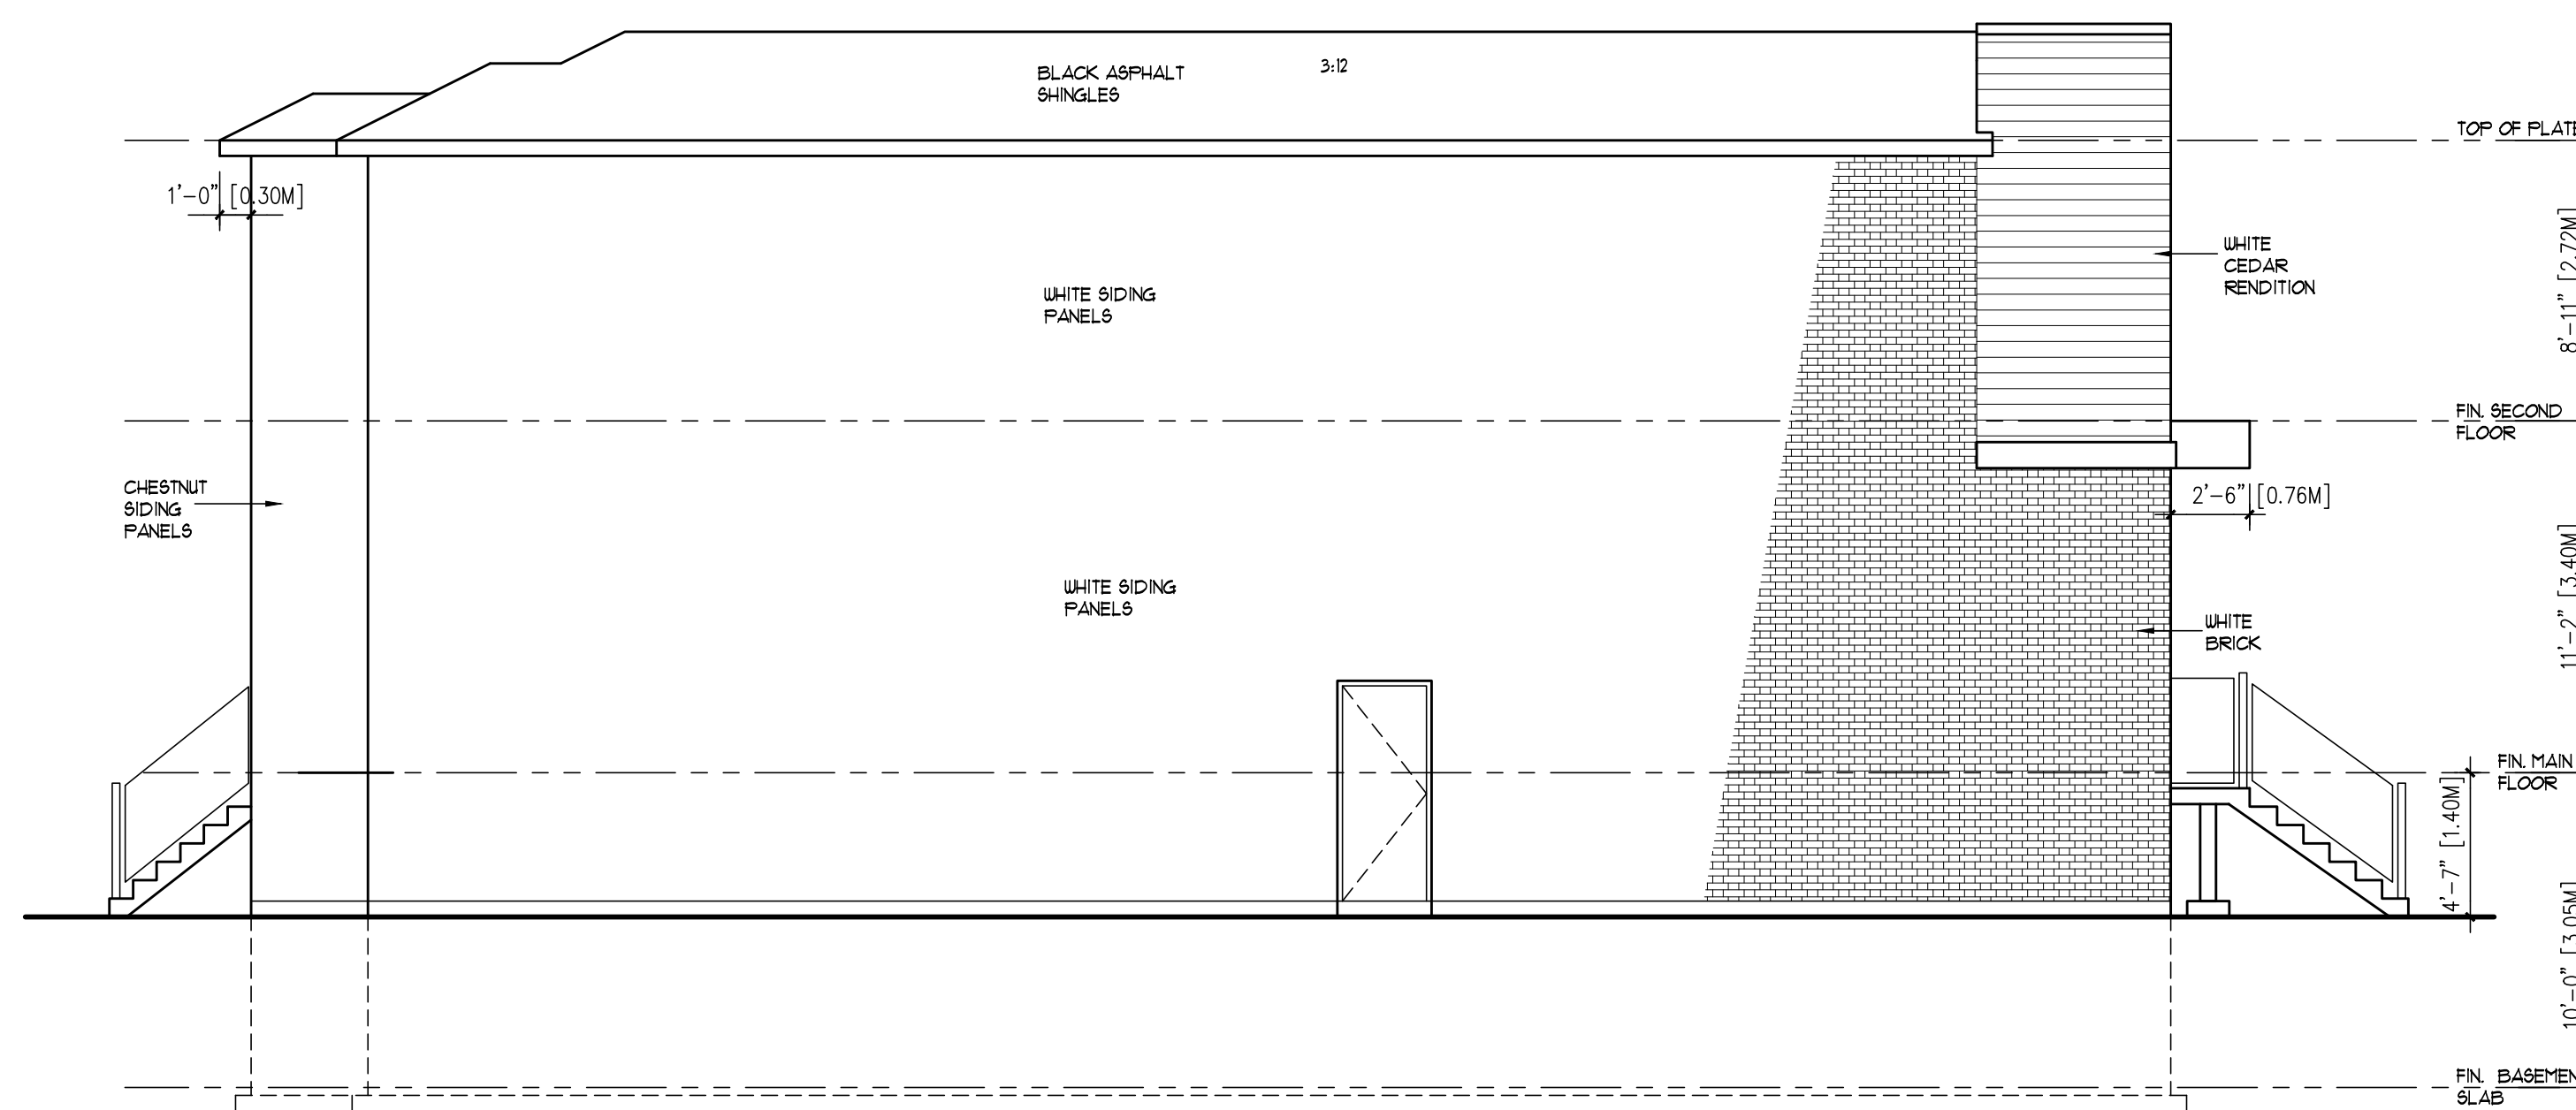 BLACK ASPHALT
SHINGLES
3:12
TOP OF PLATE
1'-0" [0.30M]
8'-11" [2.72M]
WHITE
CEDAR
RENDITION
WHITE SIDING
PANELS
FIN. SECOND
FLOOR
CHESTNUT
SIDING
PANELS
2'-6" [0.76M]
11'-2" [3.40M]
WHITE SIDING
PANELS
WHITE
BRICK
FIN. MAIN
FLOOR
4'-7" [1.40M]
10'-0" [3.05M]
FIN. BASEMEN
SLAB